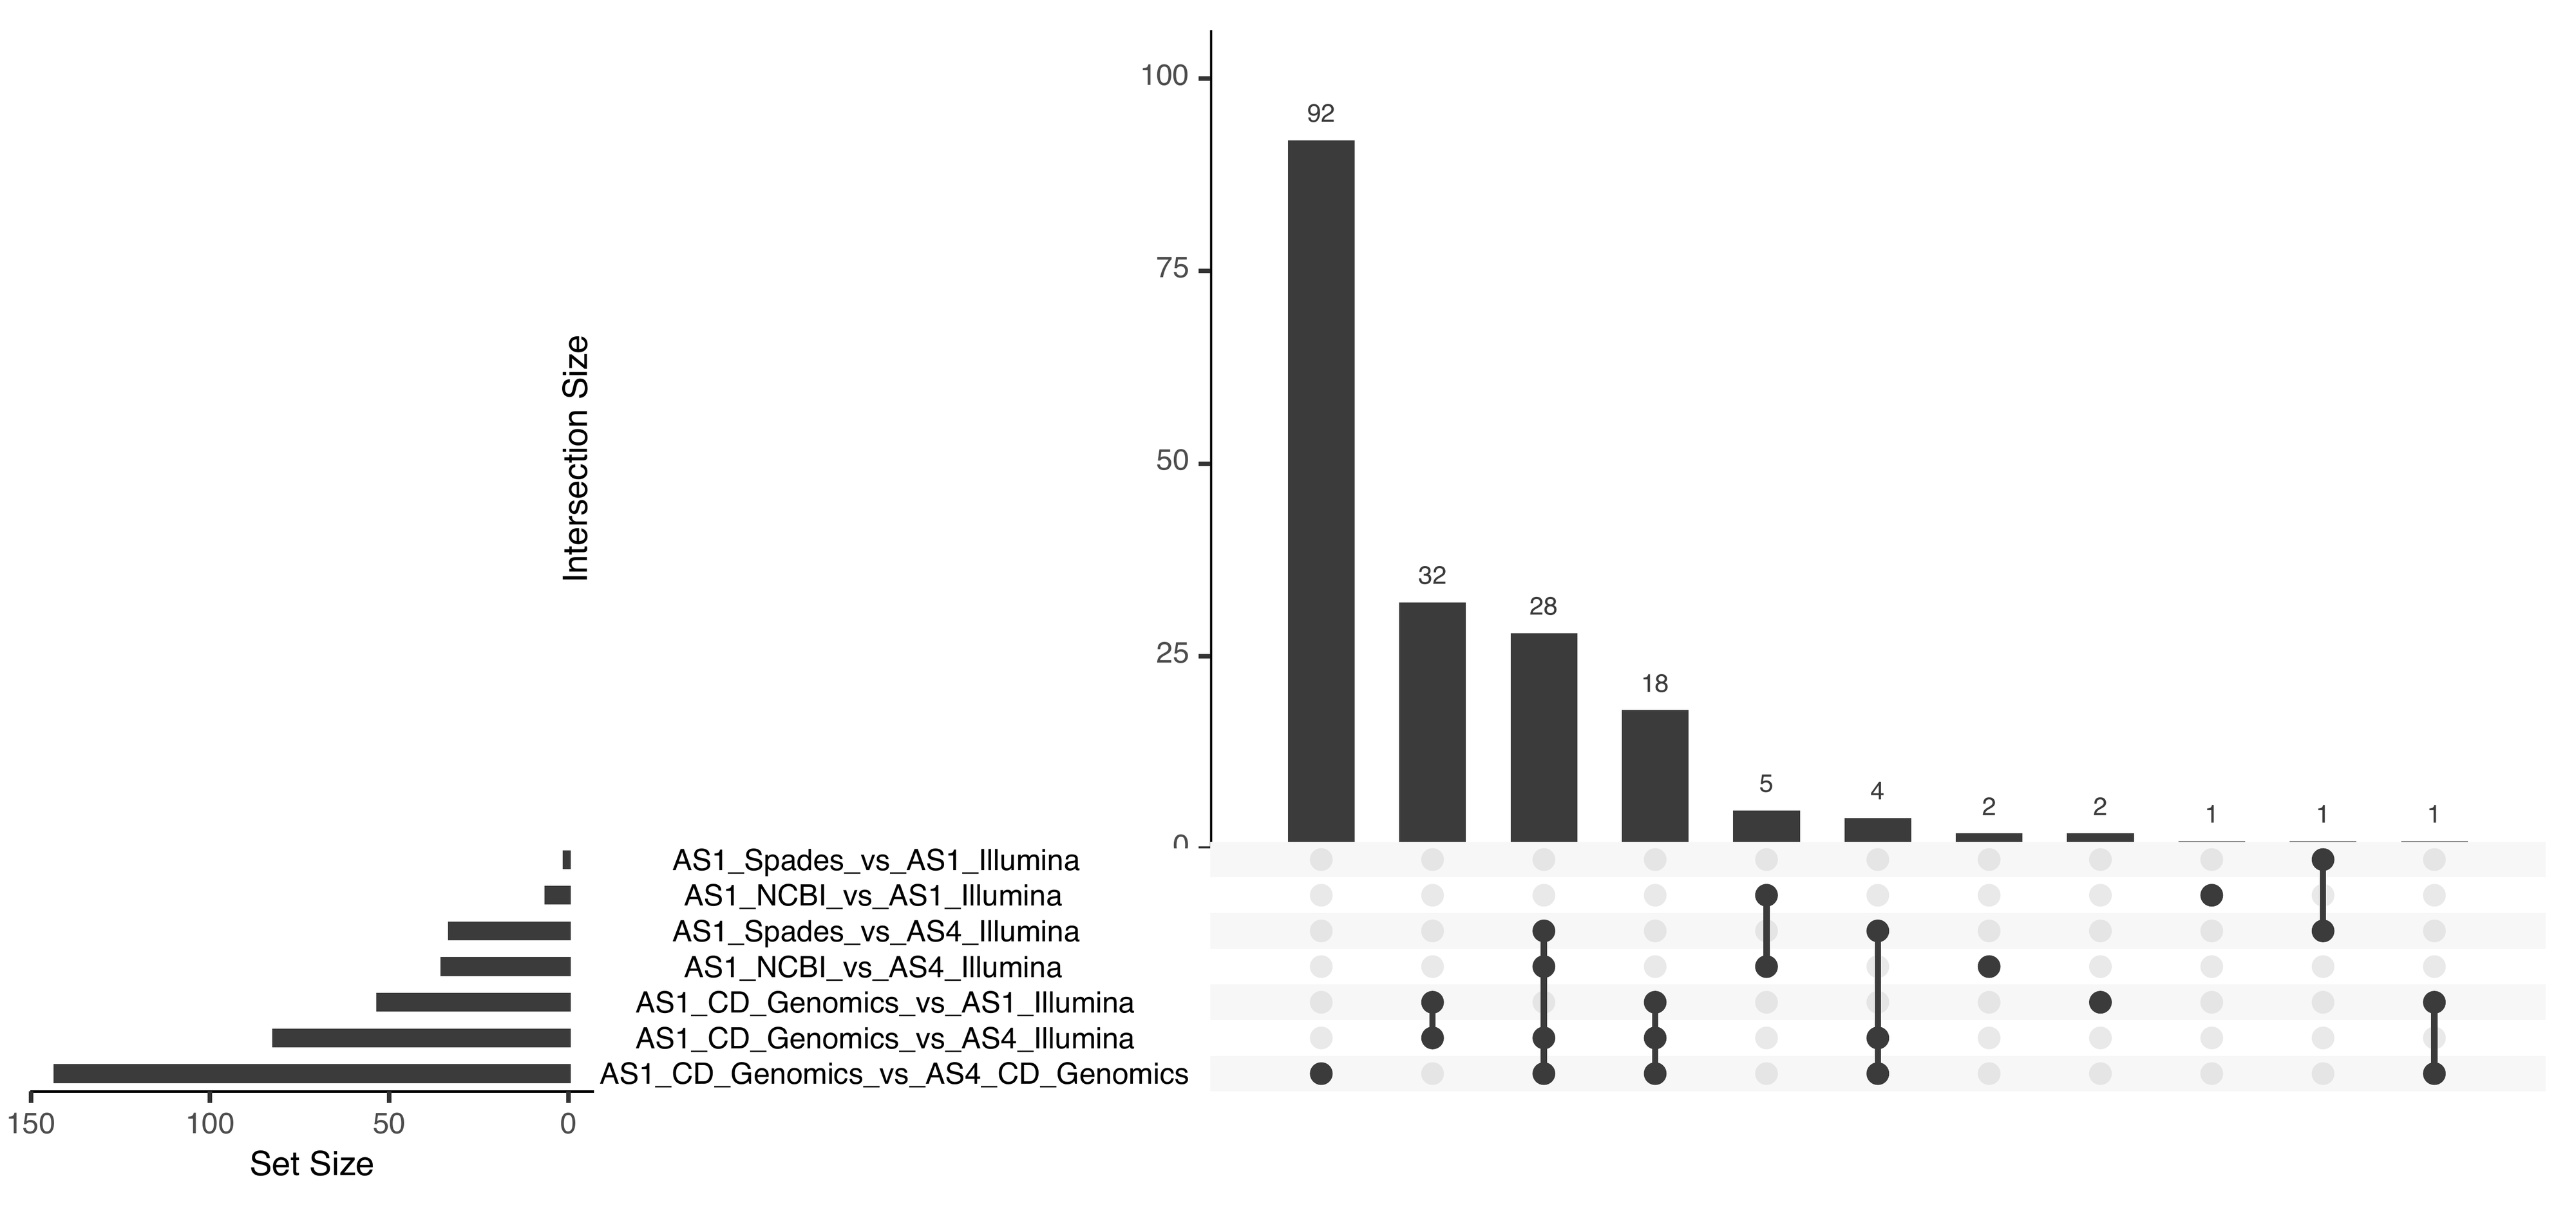 100
92
75
Intersection Size
50
32
28
25
18
5
4
2
2
1
1
1
0
AS1_Spades_vs_AS1_Illumina
AS1_NCBI_vs_AS1_Illumina
AS1_Spades_vs_AS4_Illumina
AS1_NCBI_vs_AS4_Illumina
AS1_CD_Genomics_vs_AS1_Illumina
AS1_CD_Genomics_vs_AS4_Illumina
AS1_CD_Genomics_vs_AS4_CD_Genomics
150 100 50 0
Set Size